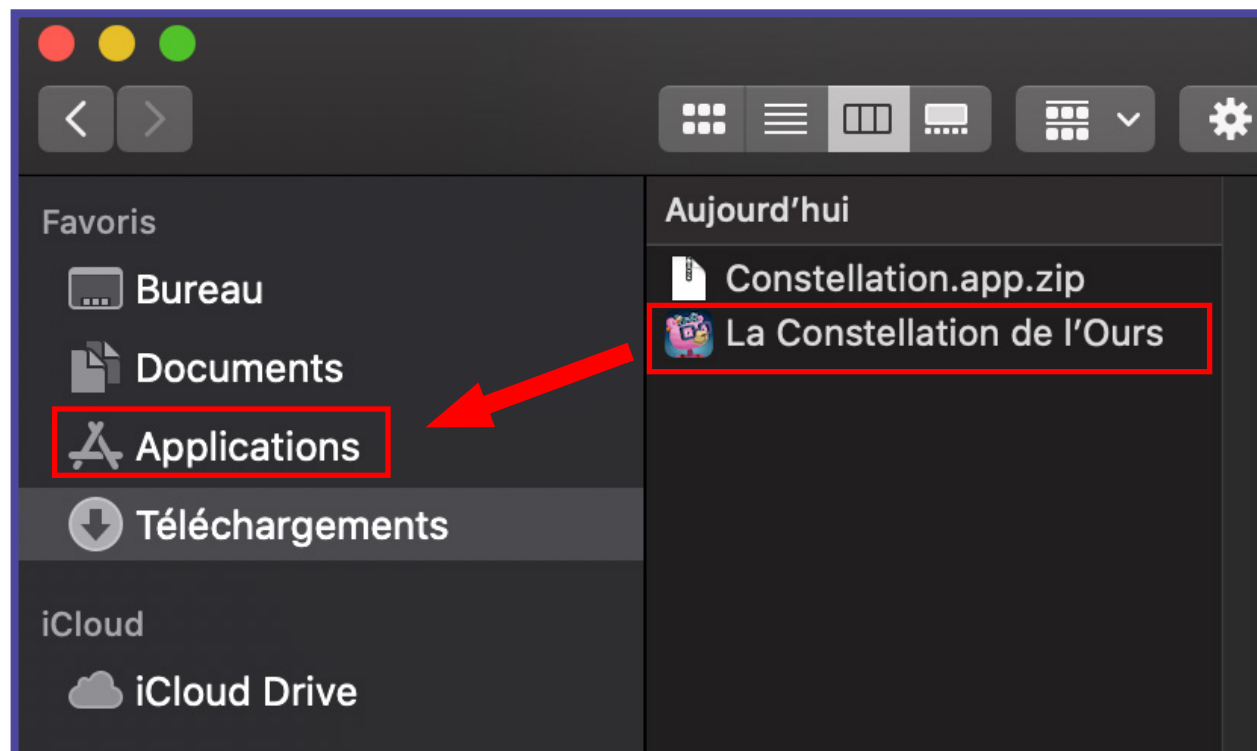 Favoris
Bureau
Documents
Applications
Téléchargements
iCloud
iCloud Drive
Aujourd’hui
Constellation.app.zip
La Constellation de l’Ours